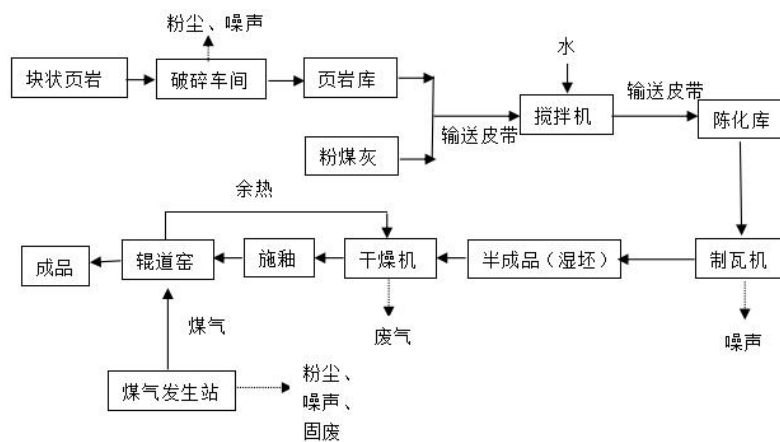 粉尘、噪声
水
块状页岩
破碎车间
页岩库
输送皮带
搅拌机
输送皮带
陈化库
粉煤灰
余热
成品
辊道窑
施釉
干燥机
半成品（湿坯）
制瓦机
煤气
废气
噪声
煤气发生站
粉尘、
噪声、
固废